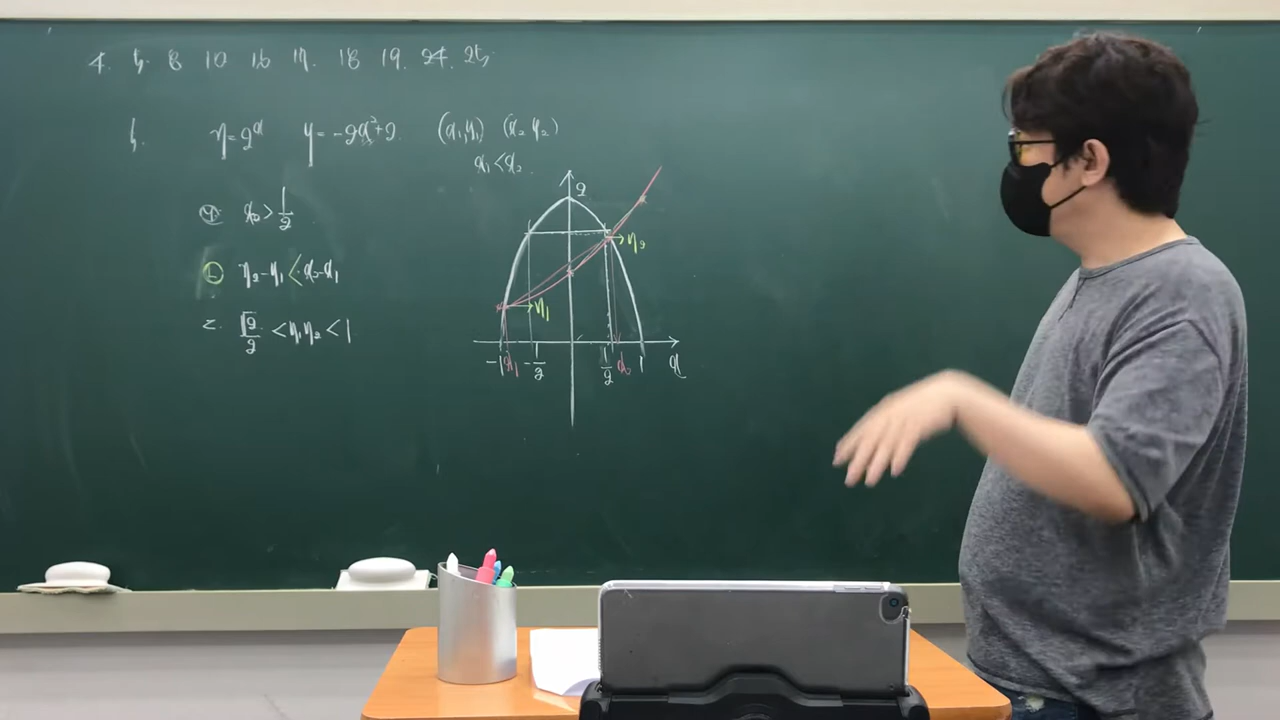 4. 5. 8 10 16 17. 18 19. 24. 25
5. y=2^x y=-2x²+2 (x₁,y₁) (x₂ y₂)
x₁<x₂
2
ㄱ x₂>1/2
y₂
ㄴ y₂-y₁<x₂-x₁
y₁
ㄷ. √2/2 <y₁y₂<1
-1 x₁ -1/2 1/2 x₂ 1 x